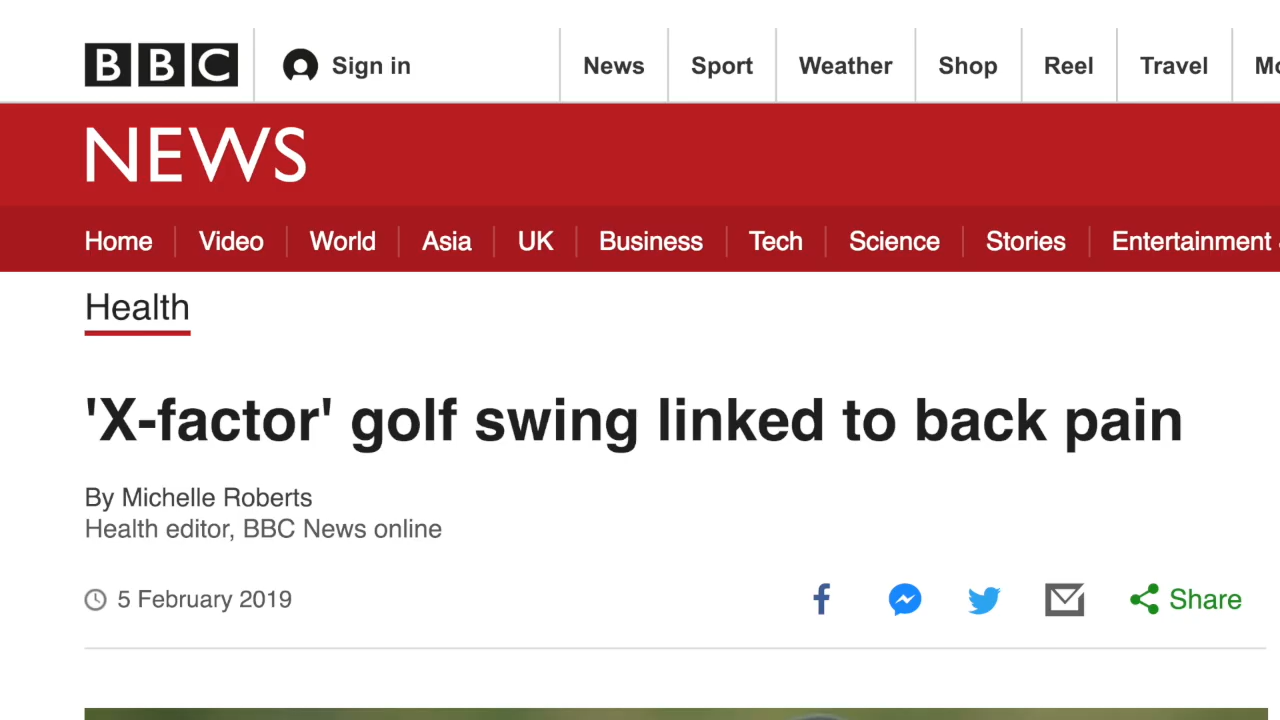 BBC Sign in News Sport Weather Shop Reel Travel
NEWS
Home Video World Asia UK Business Tech Science Stories Entertainment
Health
'X-factor' golf swing linked to back pain
By Michelle Roberts
Health editor, BBC News online
5 February 2019 Share